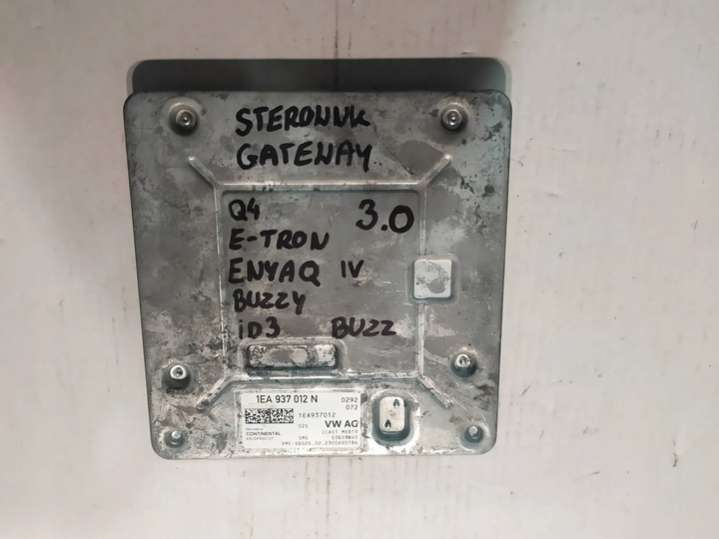 STEROWNIK
GATEWAY
Q4 3.0
E-TRON
ENYAQ IV
BUZZY
iD3 BUZZ
1EA 937 012 N 0292
072
1EA937012
VW AG
CONTINENTAL
A
A